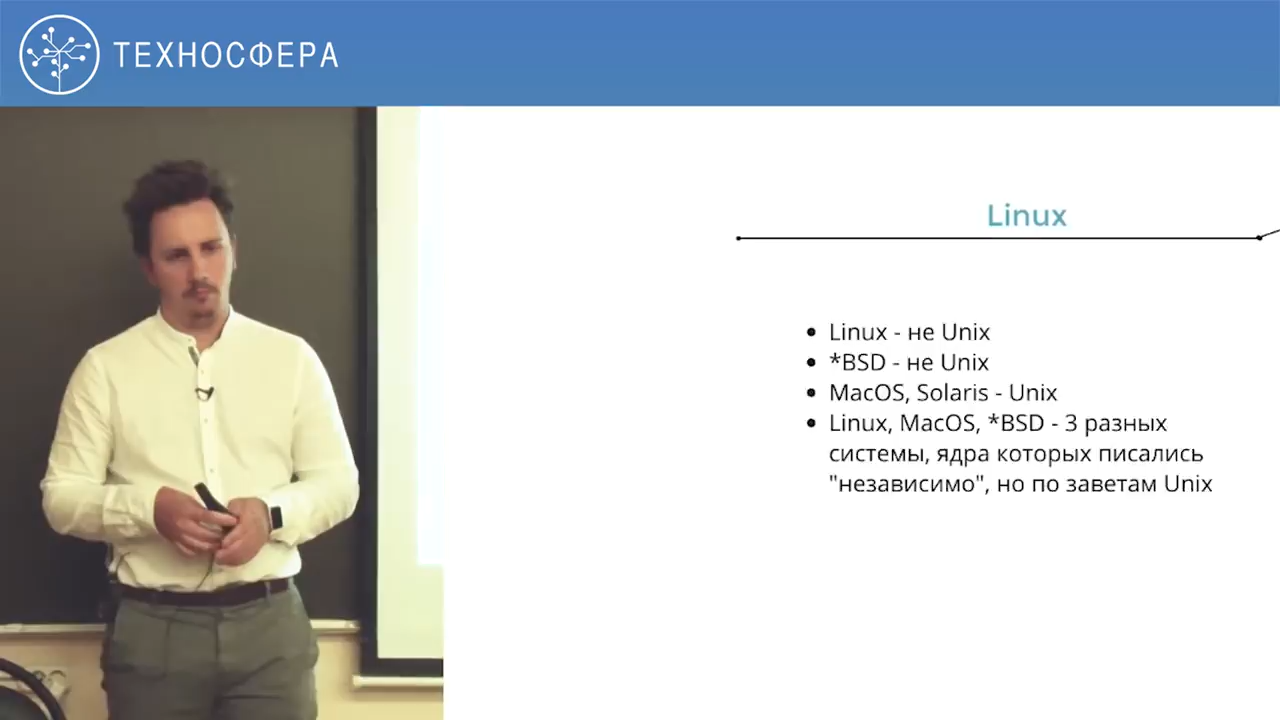 ТЕХНОСФЕРА
Linux
Linux - не Unix
*BSD - не Unix
MacOS, Solaris - Unix
Linux, MacOS, *BSD - 3 разных
системы, ядра которых писались
"независимо", но по заветам Unix